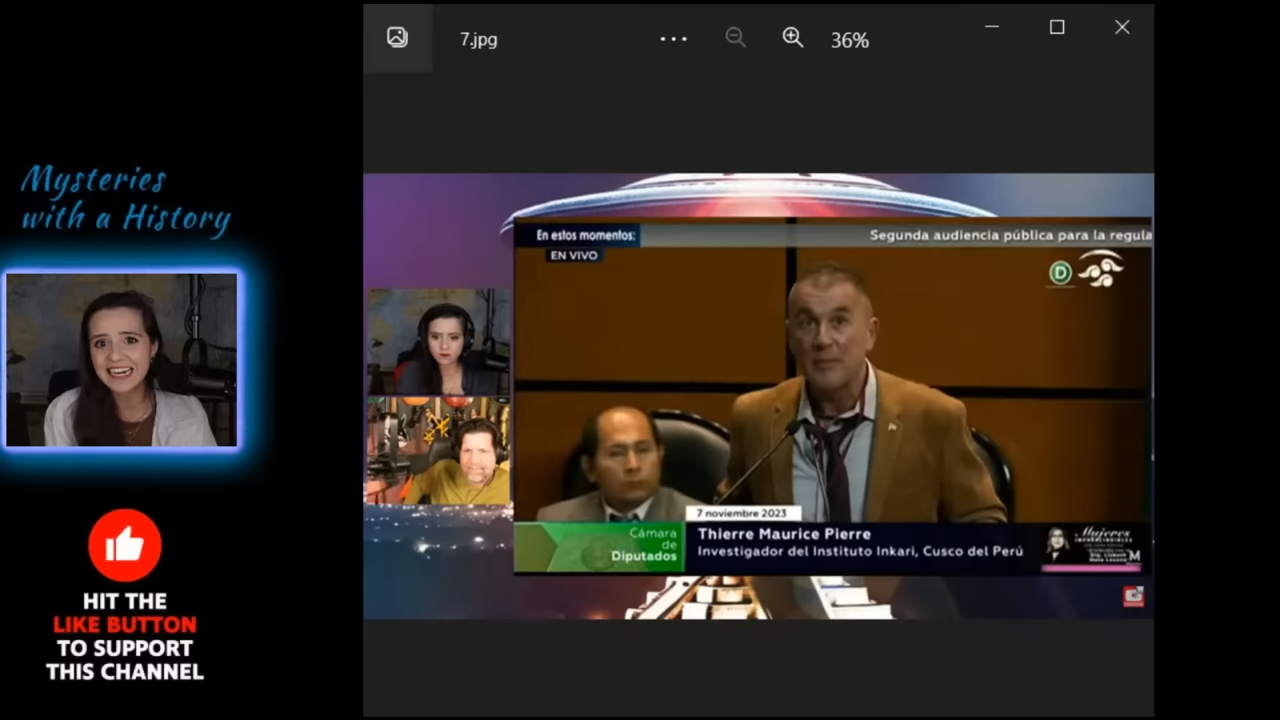 7.jpg
36%
Mysteries
with a History
En estos momentos:
Segunda audiencia pública para la regula
EN VIVO
D
7 noviembre 2023
Cámara
de
Diputados
Thierre Maurice Pierre
Investigador del Instituto Inkari, Cusco del Perú
Mujeres
M
HIT THE
LIKE BUTTON
TO SUPPORT
THIS CHANNEL